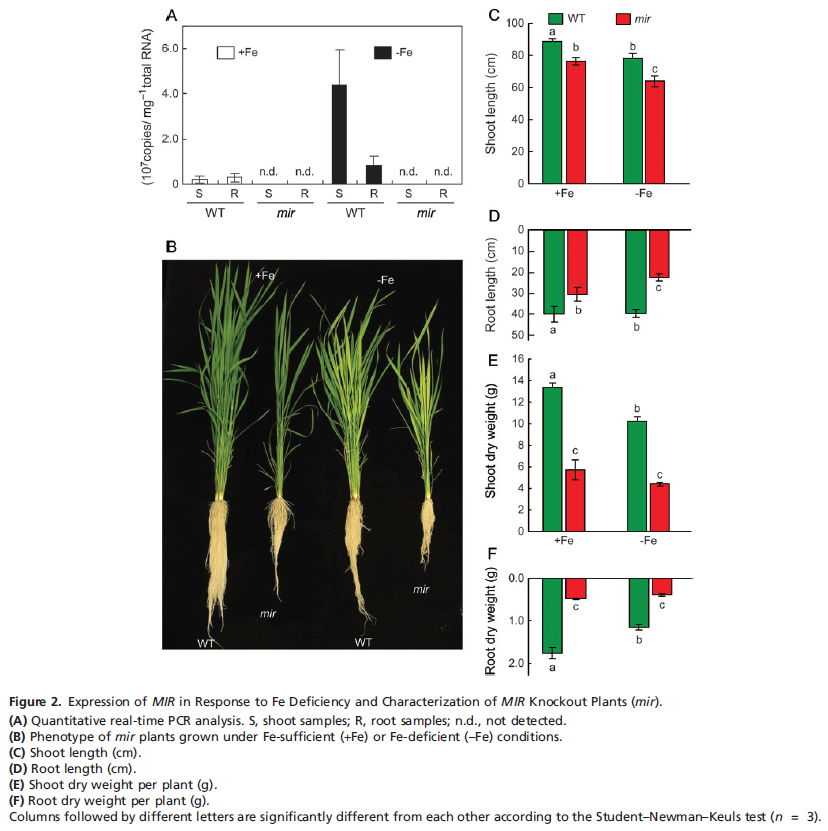 A
(10⁷copies/ mg⁻¹total RNA)
6.0
4.0
2.0
0
+Fe
-Fe
n.d. n.d. n.d. n.d.
S R S R S R S R
WT mir WT mir
B
+Fe
-Fe
mir
mir
WT
WT
C
WT mir
Shoot length (cm)
100
80
60
40
20
0
a
b
b
c
+Fe -Fe
D
Root length (cm)
0
10
20
30
40
50
a
b
b
c
E
Shoot dry weight (g)
16
14
12
10
8
6
4
2
0
a
c
b
c
+Fe -Fe
F
Root dry weight (g)
0.0
1.0
2.0
a
c
b
c
Figure 2. Expression of MIR in Response to Fe Deficiency and Characterization of MIR Knockout Plants (mir).
(A) Quantitative real-time PCR analysis. S, shoot samples; R, root samples; n.d., not detected.
(B) Phenotype of mir plants grown under Fe-sufficient (+Fe) or Fe-deficient (–Fe) conditions.
(C) Shoot length (cm).
(D) Root length (cm).
(E) Shoot dry weight per plant (g).
(F) Root dry weight per plant (g).
Columns followed by different letters are significantly different from each other according to the Student–Newman–Keuls test (n = 3).